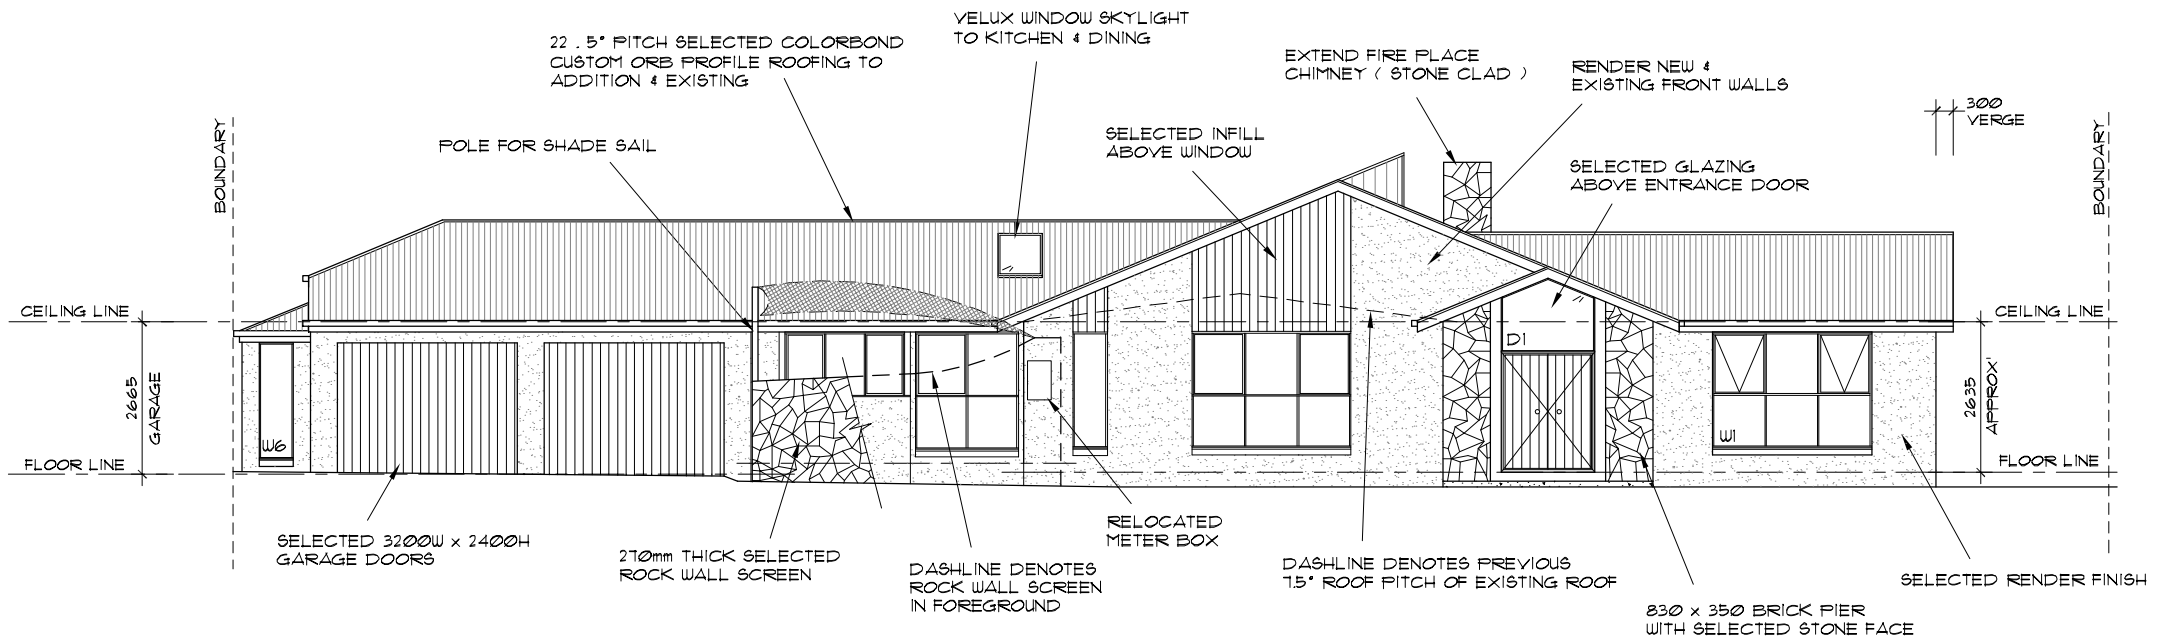 VELUX WINDOW SKYLIGHT
TO KITCHEN & DINING
22 . 5° PITCH SELECTED COLORBOND
CUSTOM ORB PROFILE ROOFING TO
ADDITION & EXISTING
EXTEND FIRE PLACE
CHIMNEY ( STONE CLAD )
RENDER NEW &
EXISTING FRONT WALLS
300
VERGE
BOUNDARY
POLE FOR SHADE SAIL
SELECTED INFILL
ABOVE WINDOW
SELECTED GLAZING
ABOVE ENTRANCE DOOR
BOUNDARY
CEILING LINE
CEILING LINE
D1
2665
GARAGE
2635
APPROX'
W6
W1
FLOOR LINE
FLOOR LINE
SELECTED 3200W x 2400H
GARAGE DOORS
270mm THICK SELECTED
ROCK WALL SCREEN
DASHLINE DENOTES
ROCK WALL SCREEN
IN FOREGROUND
RELOCATED
METER BOX
DASHLINE DENOTES PREVIOUS
7.5° ROOF PITCH OF EXISTING ROOF
SELECTED RENDER FINISH
830 x 350 BRICK PIER
WITH SELECTED STONE FACE